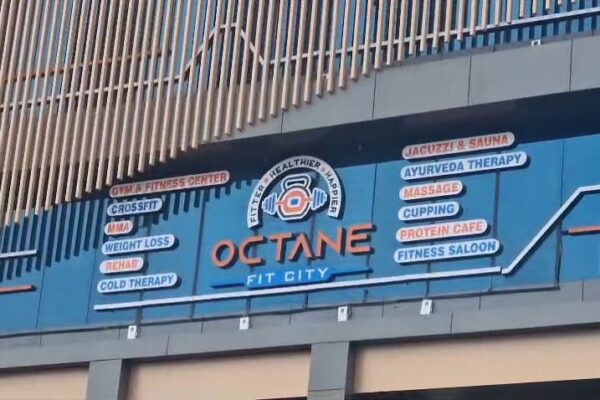 GYM & FITNESS CENTER
CROSSFIT
MMA
WEIGHT LOSS
REHAB
COLD THERAPY
FITTER • HEALTHIER • HAPPIER
OCTANE
FIT CITY
JACUZZI & SAUNA
AYURVEDA THERAPY
MASSAGE
CUPPING
PROTEIN CAFE
FITNESS SALOON